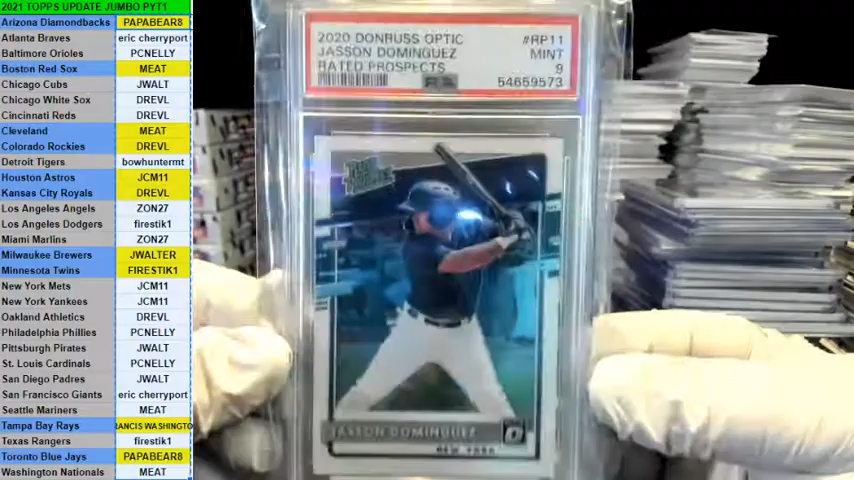 2021 TOPPS UPDATE JUMBO PYT1
Arizona Diamondbacks PAPABEAR8
Atlanta Braves eric cherryport
Baltimore Orioles PCNELLY
Boston Red Sox MEAT
Chicago Cubs JWALT
Chicago White Sox DREVL
Cincinnati Reds DREVL
Cleveland MEAT
Colorado Rockies DREVL
Detroit Tigers bowhuntermt
Houston Astros JCM11
Kansas City Royals DREVL
Los Angeles Angels ZON27
Los Angeles Dodgers firestik1
Miami Marlins ZON27
Milwaukee Brewers JWALTER
Minnesota Twins FIRESTIK1
New York Mets JCM11
New York Yankees JCM11
Oakland Athletics DREVL
Philadelphia Phillies PCNELLY
Pittsburgh Pirates JWALT
St. Louis Cardinals PCNELLY
San Diego Padres JWALT
San Francisco Giants eric cherryport
Seattle Mariners MEAT
Tampa Bay Rays RANCIS WASHINGTO
Texas Rangers firestik1
Toronto Blue Jays PAPABEAR8
Washington Nationals MEAT
2020 DONRUSS OPTIC #RP11
JASSON DOMINGUEZ MINT
RATED PROSPECTS 9
54659573
JASSON DOMINGUEZ
NEW YORK